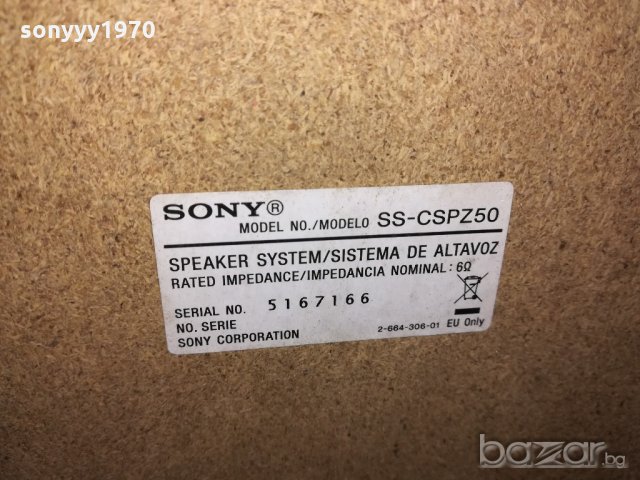 sonyyy1970
SONY®
MODEL NO./MODELO SS-CSPZ50
SPEAKER SYSTEM/SISTEMA DE ALTAVOZ
RATED IMPEDANCE/IMPEDANCIA NOMINAL: 6Ω
SERIAL NO. 5167166
NO. SERIE
SONY CORPORATION
2-664-306-01 EU Only
bazar.bg